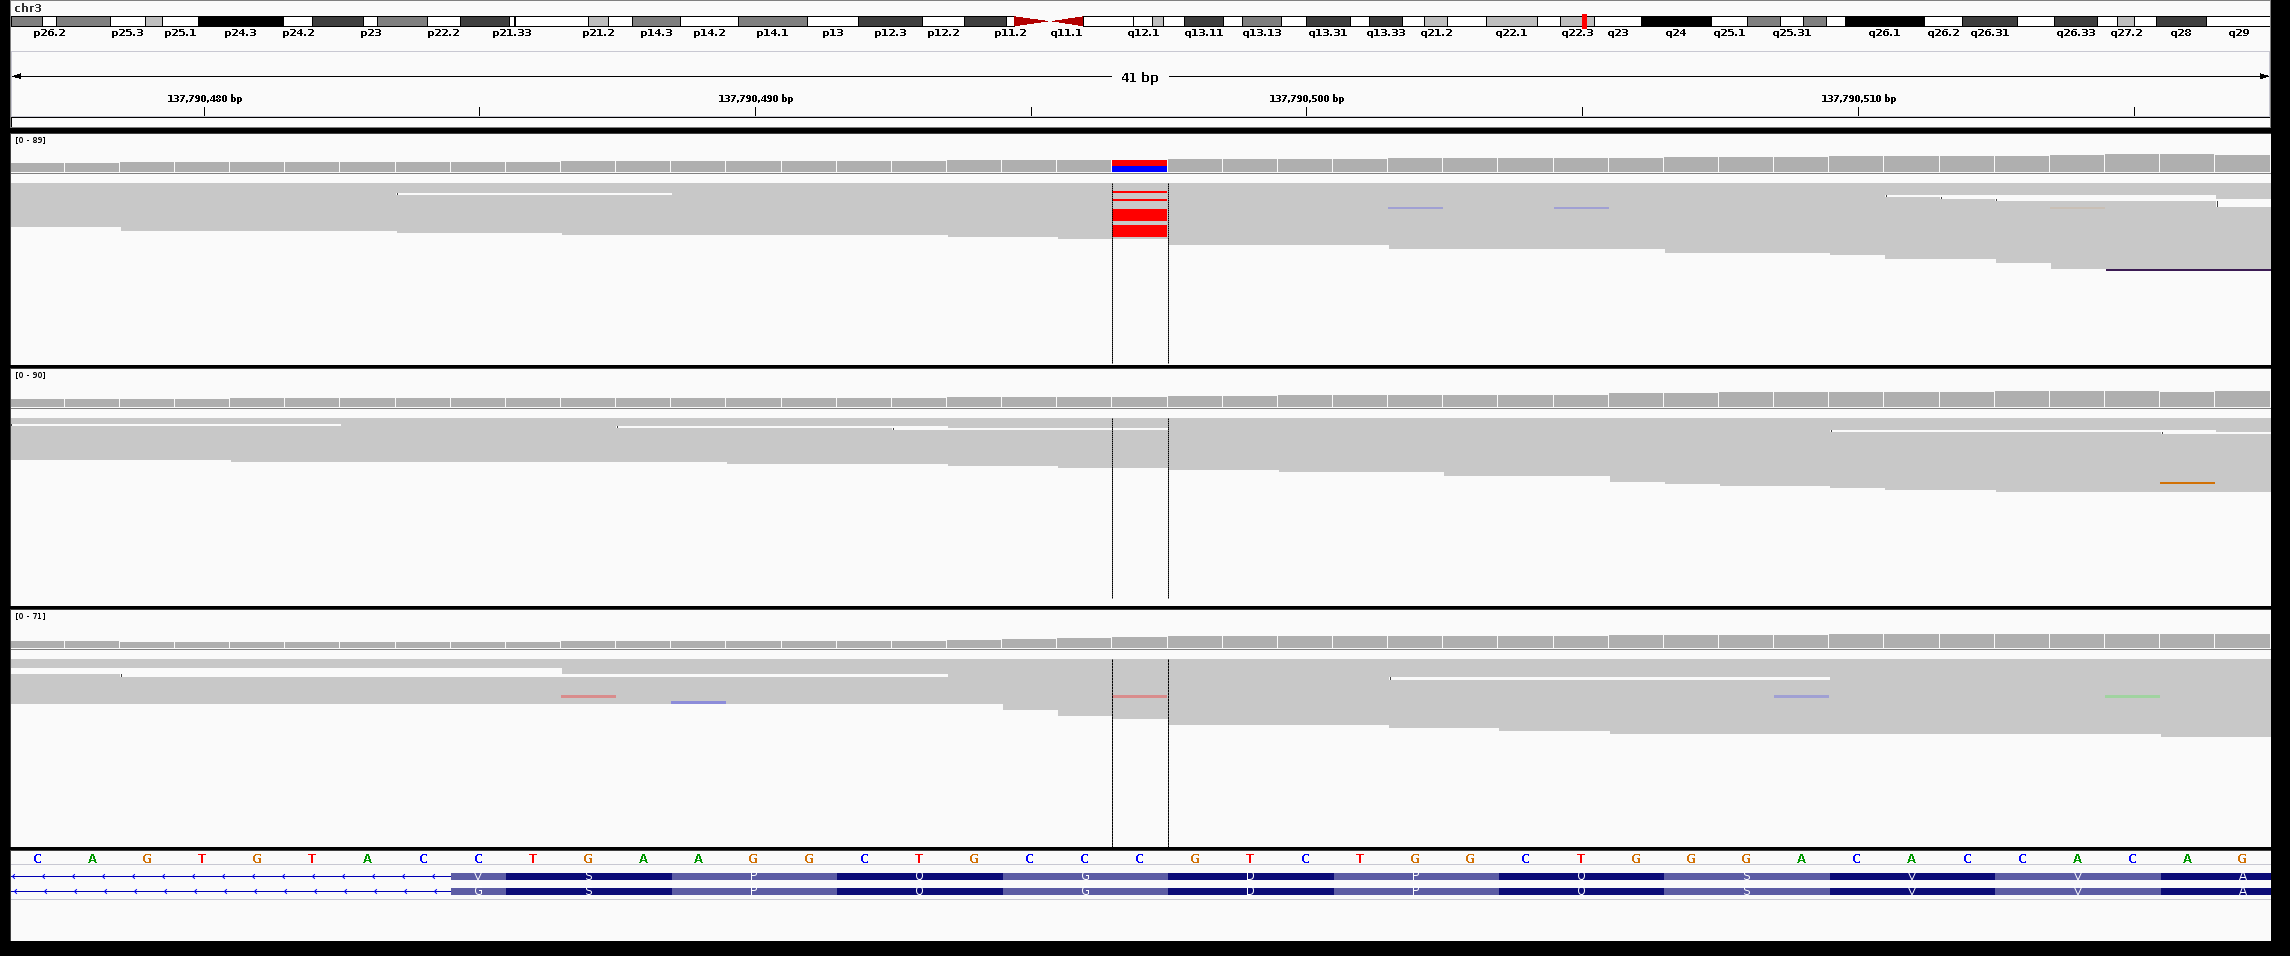 chr3
p26.2 p25.3 p25.1 p24.3 p24.2 p23 p22.2 p21.33 p21.2 p14.3 p14.2 p14.1 p13 p12.3 p12.2 p11.2 q11.1 q12.1 q13.11 q13.13 q13.31 q13.33 q21.2 q22.1 q22.3 q23 q24 q25.1 q25.31 q26.1 q26.2 q26.31 q26.33 q27.2 q28 q29
41 bp
137,790,480 bp 137,790,490 bp 137,790,500 bp 137,790,510 bp
[0 - 89]
[0 - 90]
[0 - 71]
C A G T G T A C C T G A A G G C T G C C C G T C T G G C T G G G A C A C C A C A G
V S P Q G D P Q S V V A
G S P Q G D P Q S V V A